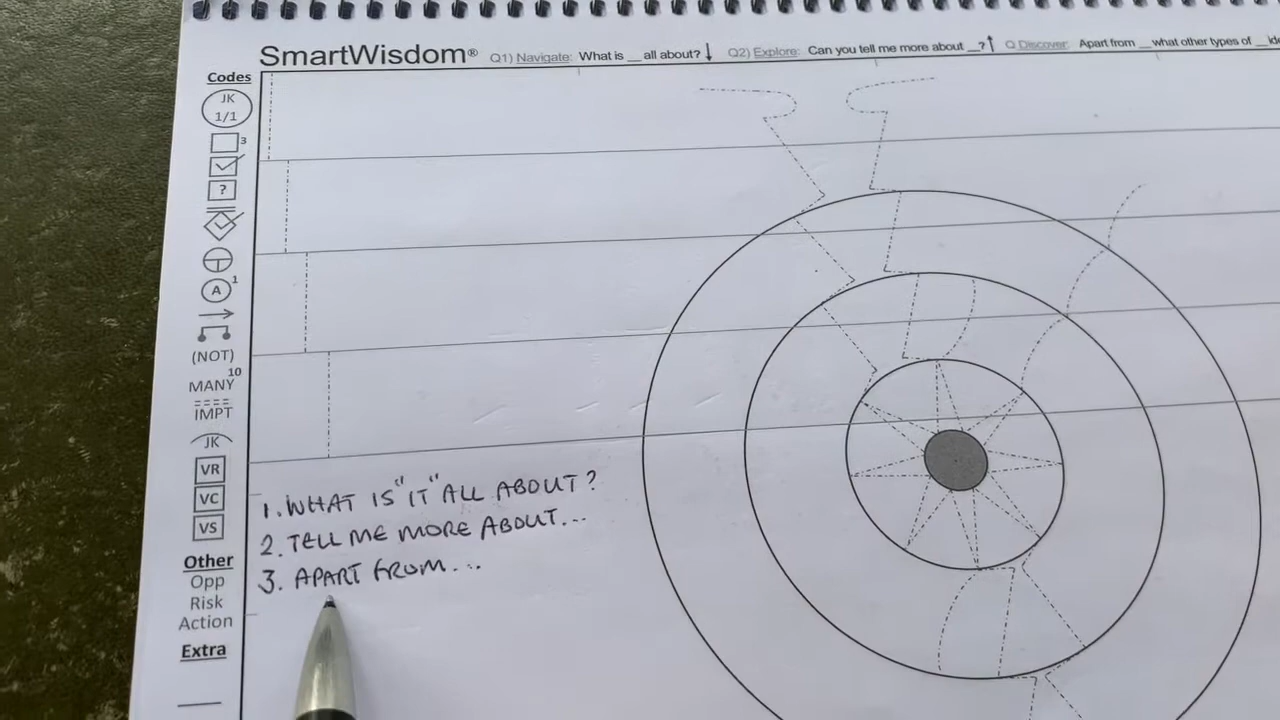 SmartWisdom® Q1) Navigate: What is __ all about? Q2) Explore: Can you tell me more about __? Q Discover: Apart from __ what other types of __ide
Codes
JK
1/1
3
?
A 1
(NOT)
MANY 10
IMPT
JK
VR
VC
VS
Other
Opp
Risk
Action
Extra
1. WHAT IS "IT" ALL ABOUT?
2. TELL ME MORE ABOUT...
3. APART FROM...